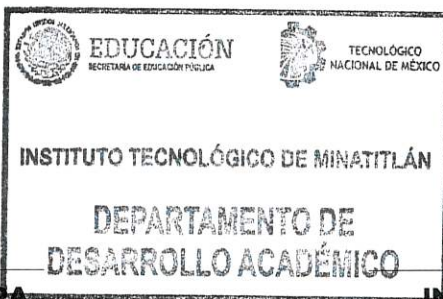 EDUCACIÓN
SECRETARÍA DE EDUCACIÓN PÚBLICA
TECNOLÓGICO
NACIONAL DE MÉXICO
INSTITUTO TECNOLÓGICO DE MINATITLÁN
DEPARTAMENTO DE
DESARROLLO ACADÉMICO